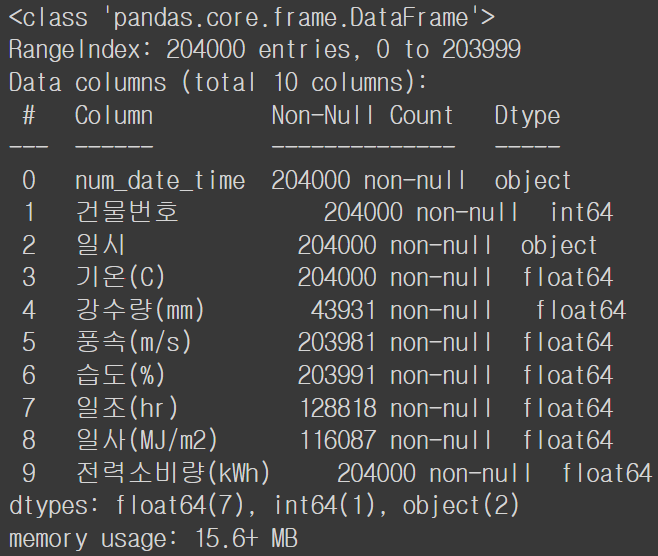 <class 'pandas.core.frame.DataFrame'>
RangeIndex: 204000 entries, 0 to 203999
Data columns (total 10 columns):
 #   Column         Non-Null Count   Dtype
---  ------         --------------   -----
 0   num_date_time  204000 non-null  object
 1   건물번호           204000 non-null  int64
 2   일시             204000 non-null  object
 3   기온(C)          204000 non-null  float64
 4   강수량(mm)        43931 non-null   float64
 5   풍속(m/s)        203981 non-null  float64
 6   습도(%)          203991 non-null  float64
 7   일조(hr)         128818 non-null  float64
 8   일사(MJ/m2)      116087 non-null  float64
 9   전력소비량(kWh)     204000 non-null  float64
dtypes: float64(7), int64(1), object(2)
memory usage: 15.6+ MB